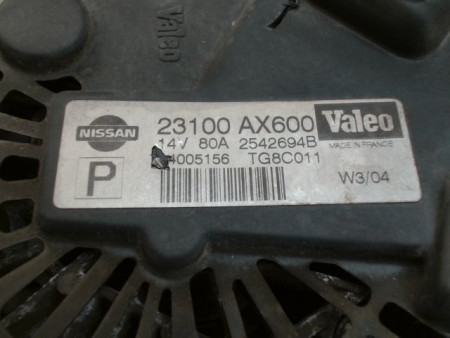 Valeo
NISSAN 23100 AX600 Valeo
14V 80A 2542694B MADE IN FRANCE
4005156 TG8C011
P W3/04